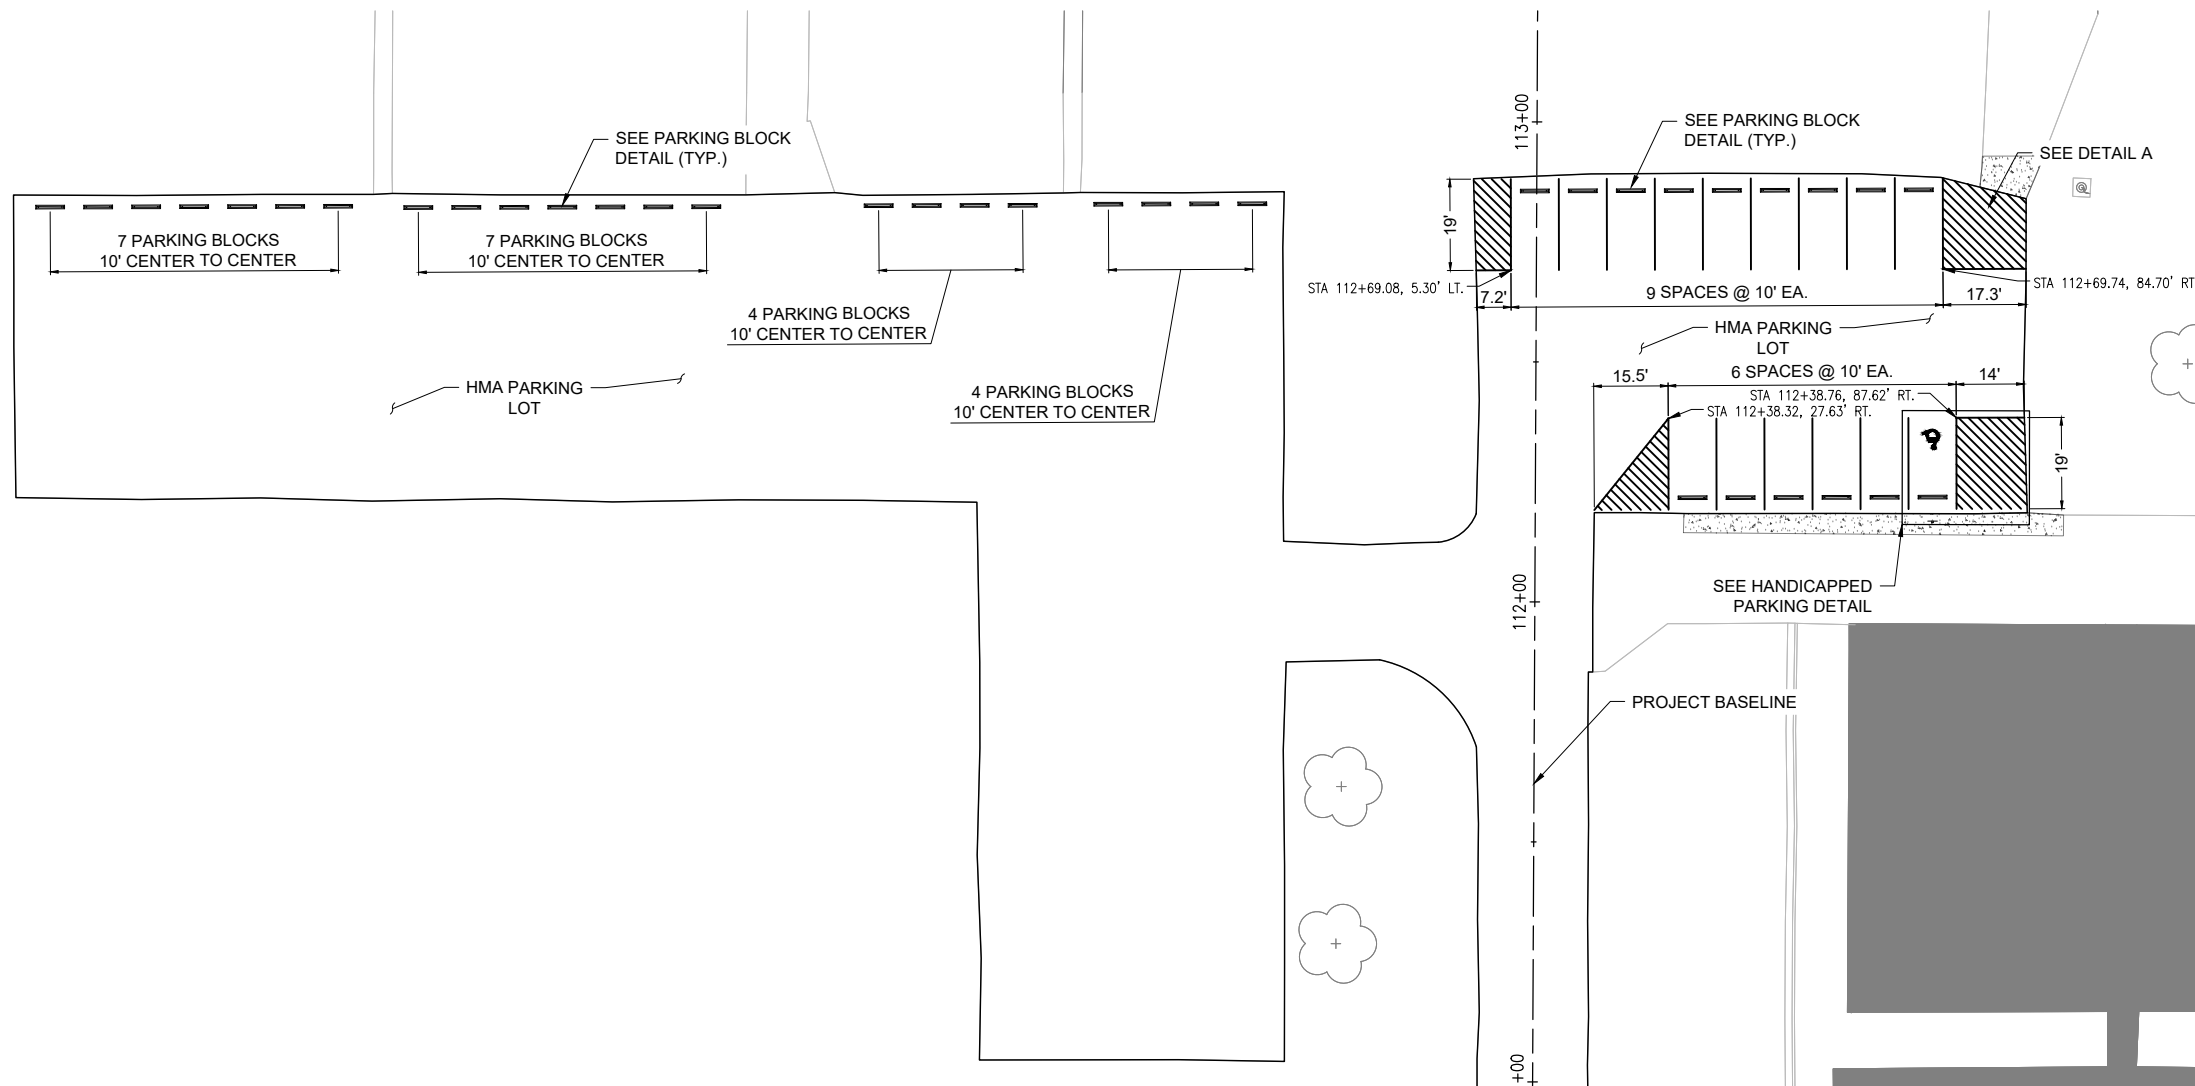 SEE PARKING BLOCK
DETAIL (TYP.)
7 PARKING BLOCKS
10' CENTER TO CENTER
7 PARKING BLOCKS
10' CENTER TO CENTER
4 PARKING BLOCKS
10' CENTER TO CENTER
4 PARKING BLOCKS
10' CENTER TO CENTER
HMA PARKING
LOT
113+00
SEE PARKING BLOCK
DETAIL (TYP.)
SEE DETAIL A
19'
STA 112+69.08, 5.30' LT.
7.2'
9 SPACES @ 10' EA.
17.3'
STA 112+69.74, 84.70' RT
HMA PARKING
LOT
15.5'
6 SPACES @ 10' EA.
14'
STA 112+38.76, 87.62' RT.
STA 112+38.32, 27.63' RT.
19'
112+00
SEE HANDICAPPED
PARKING DETAIL
PROJECT BASELINE
+00